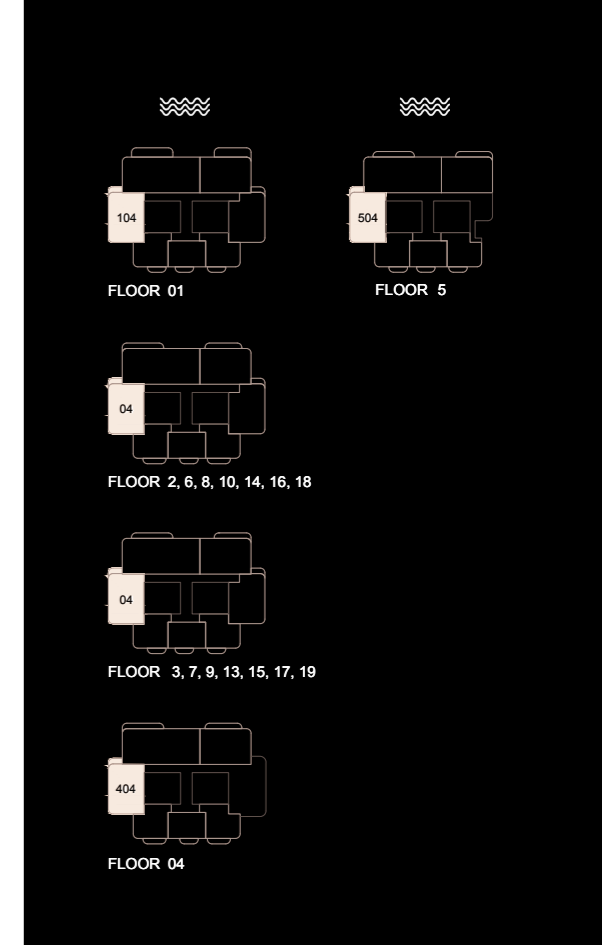 104
FLOOR 01
504
FLOOR 5
04
FLOOR 2, 6, 8, 10, 14, 16, 18
04
FLOOR 3, 7, 9, 13, 15, 17, 19
404
FLOOR 04